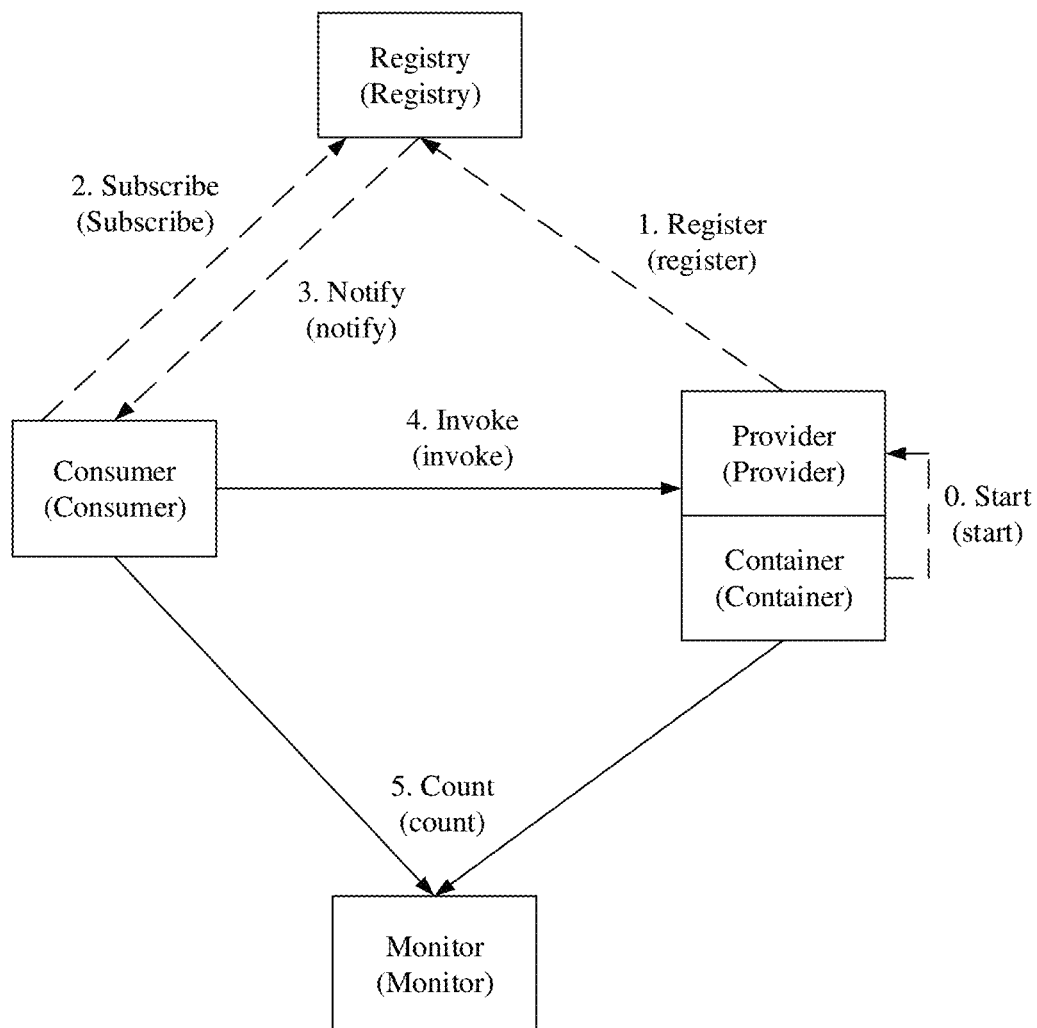 Registry
(Registry)
2. Subscribe
(Subscribe)
1. Register
(register)
3. Notify
(notify)
4. Invoke
(invoke)
Provider
(Provider)
Consumer
(Consumer)
0. Start
(start)
Container
(Container)
5. Count
(count)
Monitor
(Monitor)